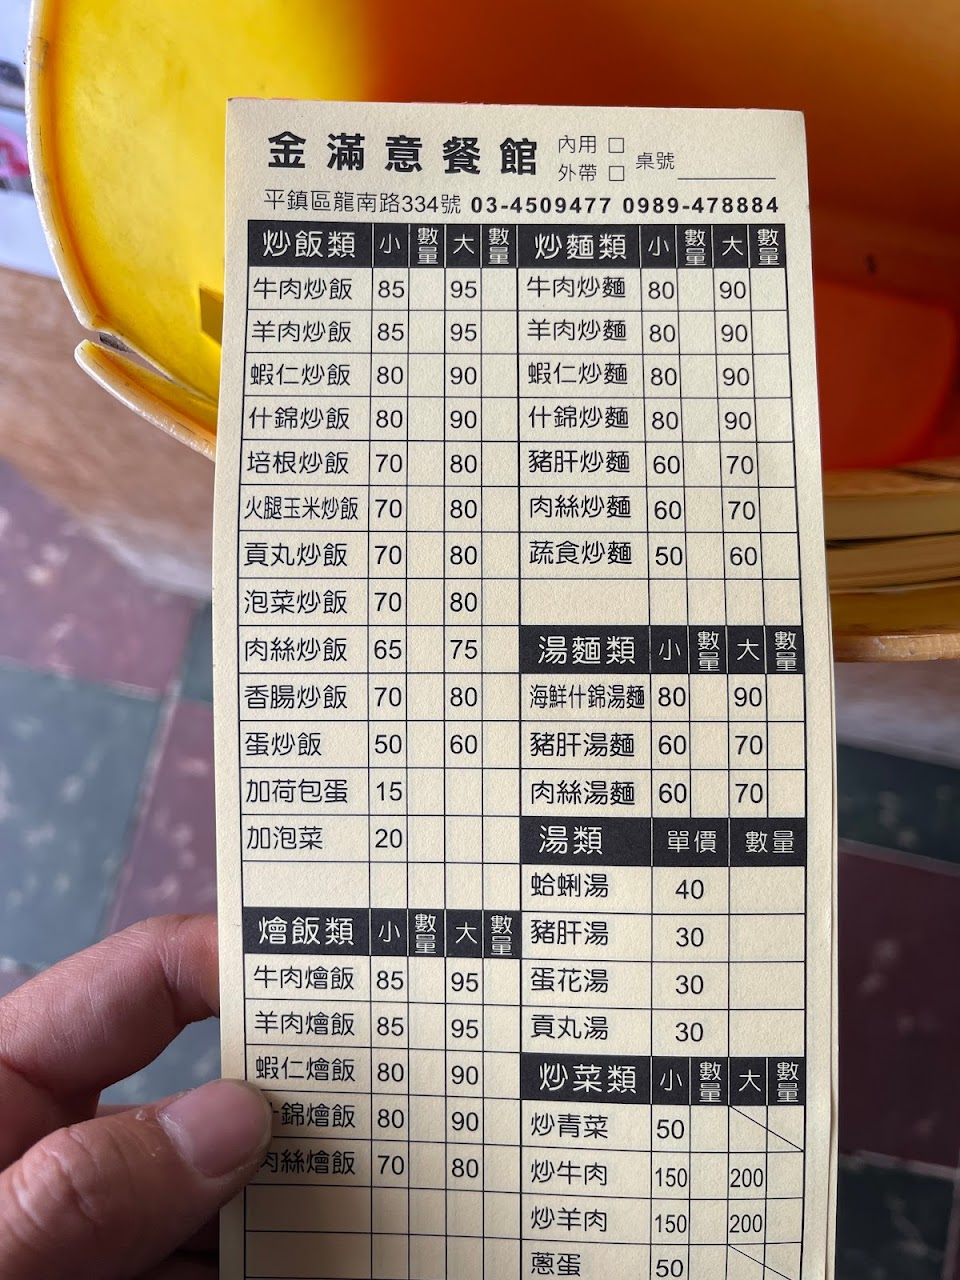 金滿意餐館 內用 □
外帶 □ 桌號
平鎮區龍南路334號 03-4509477 0989-478884
炒飯類 小 數量 大 數量
牛肉炒飯 85 95
羊肉炒飯 85 95
蝦仁炒飯 80 90
什錦炒飯 80 90
培根炒飯 70 80
火腿玉米炒飯 70 80
貢丸炒飯 70 80
泡菜炒飯 70 80
肉絲炒飯 65 75
香腸炒飯 70 80
蛋炒飯 50 60
加荷包蛋 15
加泡菜 20
燴飯類 小 數量 大 數量
牛肉燴飯 85 95
羊肉燴飯 85 95
蝦仁燴飯 80 90
什錦燴飯 80 90
肉絲燴飯 70 80
炒麵類 小 數量 大 數量
牛肉炒麵 80 90
羊肉炒麵 80 90
蝦仁炒麵 80 90
什錦炒麵 80 90
豬肝炒麵 60 70
肉絲炒麵 60 70
蔬食炒麵 50 60
湯麵類 小 數量 大 數量
海鮮什錦湯麵 80 90
豬肝湯麵 60 70
肉絲湯麵 60 70
湯類 單價 數量
蛤蜊湯 40
豬肝湯 30
蛋花湯 30
貢丸湯 30
炒菜類 小 數量 大 數量
炒青菜 50
炒牛肉 150 200
炒羊肉 150 200
蔥蛋 50